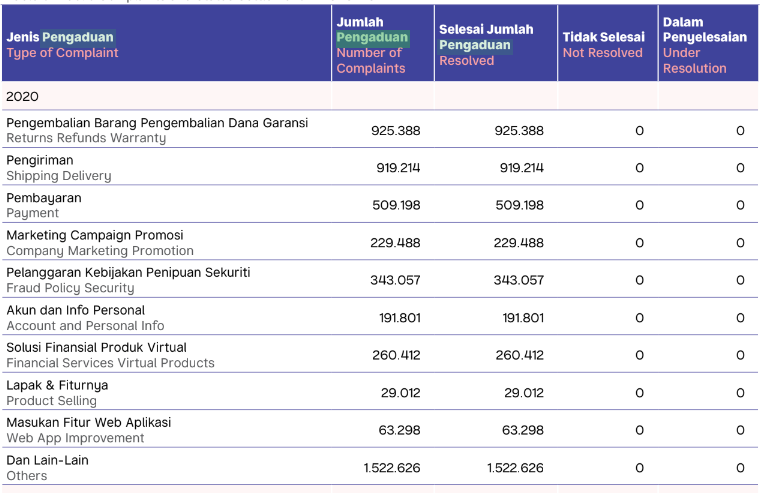 Jenis Pengaduan
Type of Complaint
Jumlah
Pengaduan
Number of
Complaints
Selesai Jumlah
Pengaduan
Resolved
Tidak Selesai
Not Resolved
Dalam
Penyelesaian
Under
Resolution
2020
Pengembalian Barang Pengembalian Dana Garansi
Returns Refunds Warranty
925.388 925.388 0 0
Pengiriman
Shipping Delivery
919.214 919.214 0 0
Pembayaran
Payment
509.198 509.198 0 0
Marketing Campaign Promosi
Company Marketing Promotion
229.488 229.488 0 0
Pelanggaran Kebijakan Penipuan Sekuriti
Fraud Policy Security
343.057 343.057 0 0
Akun dan Info Personal
Account and Personal Info
191.801 191.801 0 0
Solusi Finansial Produk Virtual
Financial Services Virtual Products
260.412 260.412 0 0
Lapak & Fiturnya
Product Selling
29.012 29.012 0 0
Masukan Fitur Web Aplikasi
Web App Improvement
63.298 63.298 0 0
Dan Lain-Lain
Others
1.522.626 1.522.626 0 0